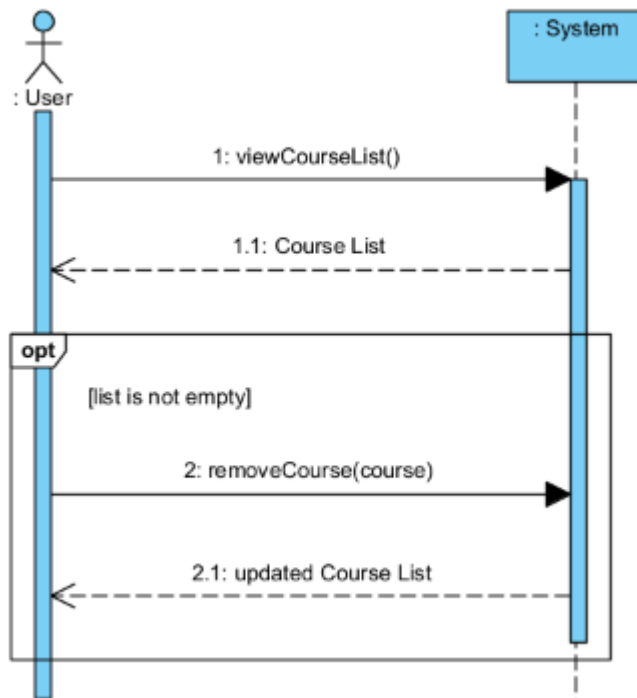 : System
: User
1: viewCourseList()
1.1: Course List
opt
[list is not empty]
2: removeCourse(course)
2.1: updated Course List